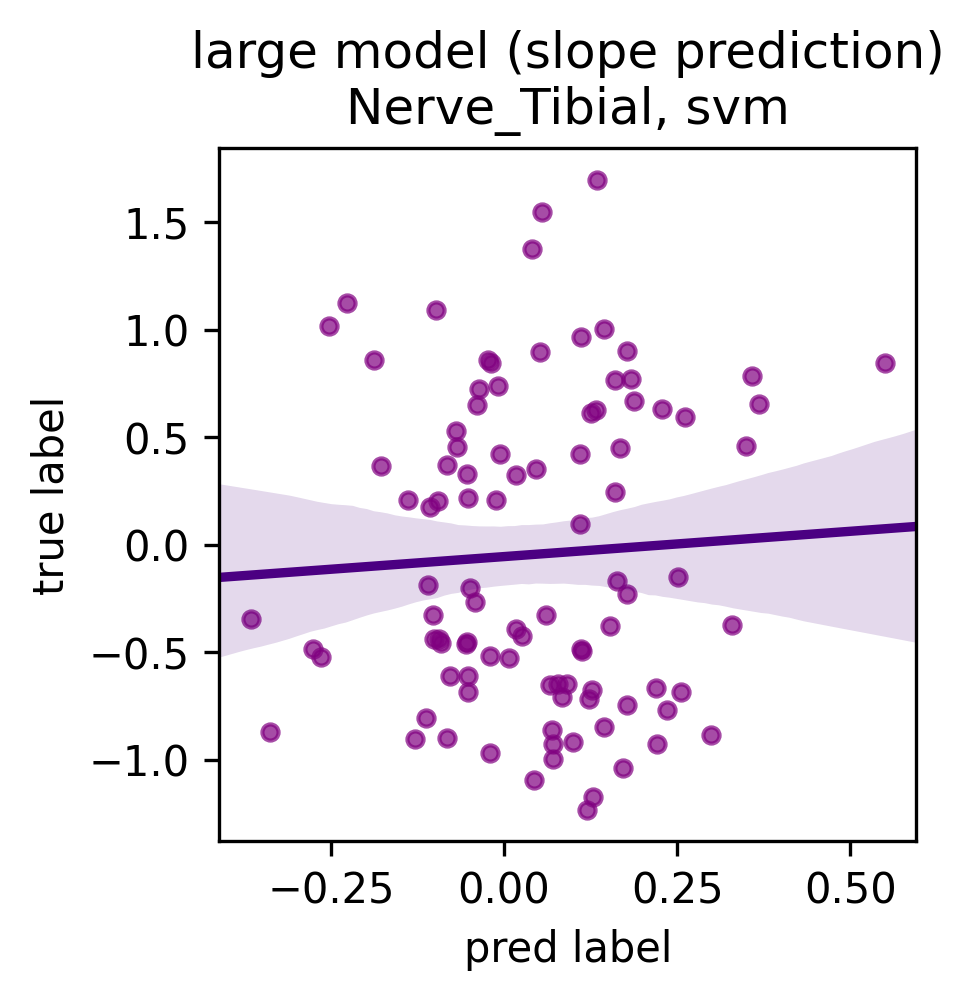 large model (slope prediction)
Nerve_Tibial, svm
1.5
1.0
0.5
0.0
−0.5
−1.0
true label
−0.25
0.00
0.25
0.50
pred label